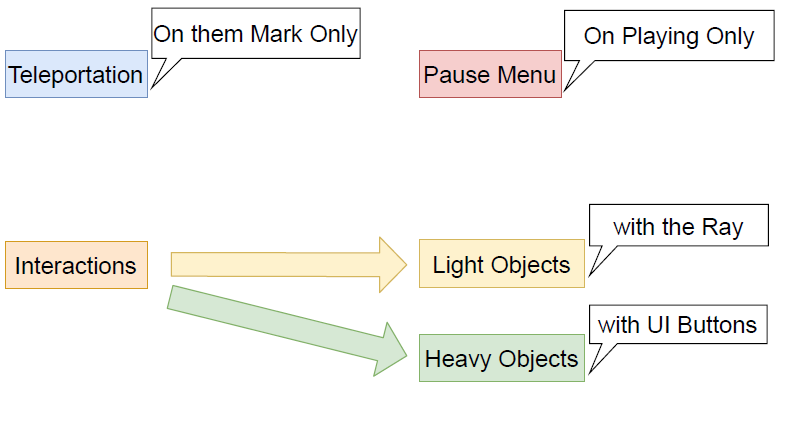 On them Mark Only
Teleportation
On Playing Only
Pause Menu
Interactions
with the Ray
Light Objects
with UI Buttons
Heavy Objects